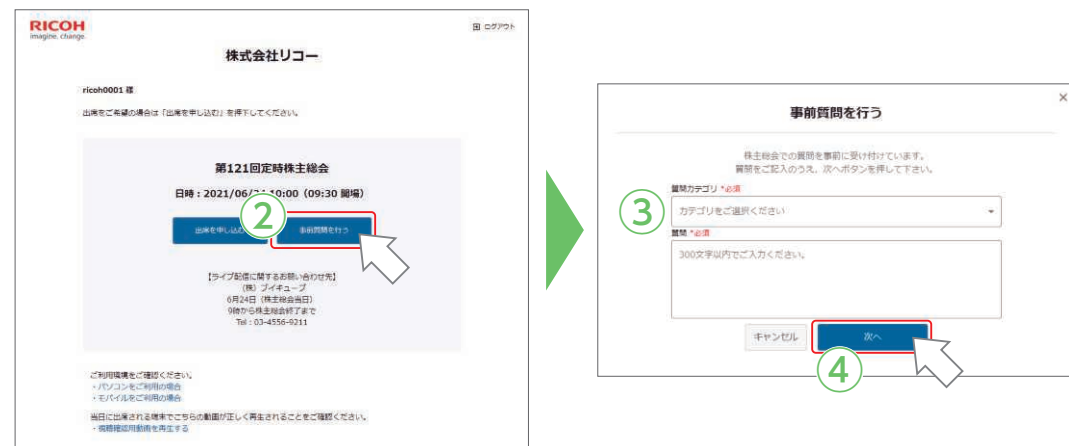 RICOH
imagine. change.
ログアウト
株式会社リコー
ricoh0001 様
出席をご希望の場合は「出席を申し込む」を押下してください。
第121回定時株主総会
日時：2021/06/24 10:00（09:30 開場）
②
出席を申し込む
事前質問を行う
【ライブ配信に関するお問い合わせ先】
（株）ブイキューブ
6月24日（株主総会当日）
9時から株主総会終了まで
Tel：03-4556-9211
ご利用環境をご確認ください。
・パソコンをご利用の場合
・モバイルをご利用の場合
当日に出席される端末でこちらの動画が正しく再生されることをご確認ください。
・視聴確認用動画を再生する
×
事前質問を行う
株主総会での質問を事前に受け付けています。
質問をご記入のうえ、次へボタンを押して下さい。
③
質問カテゴリ *必須
カテゴリをご選択ください
質問 *必須
300文字以内でご入力ください。
キャンセル
次へ
④